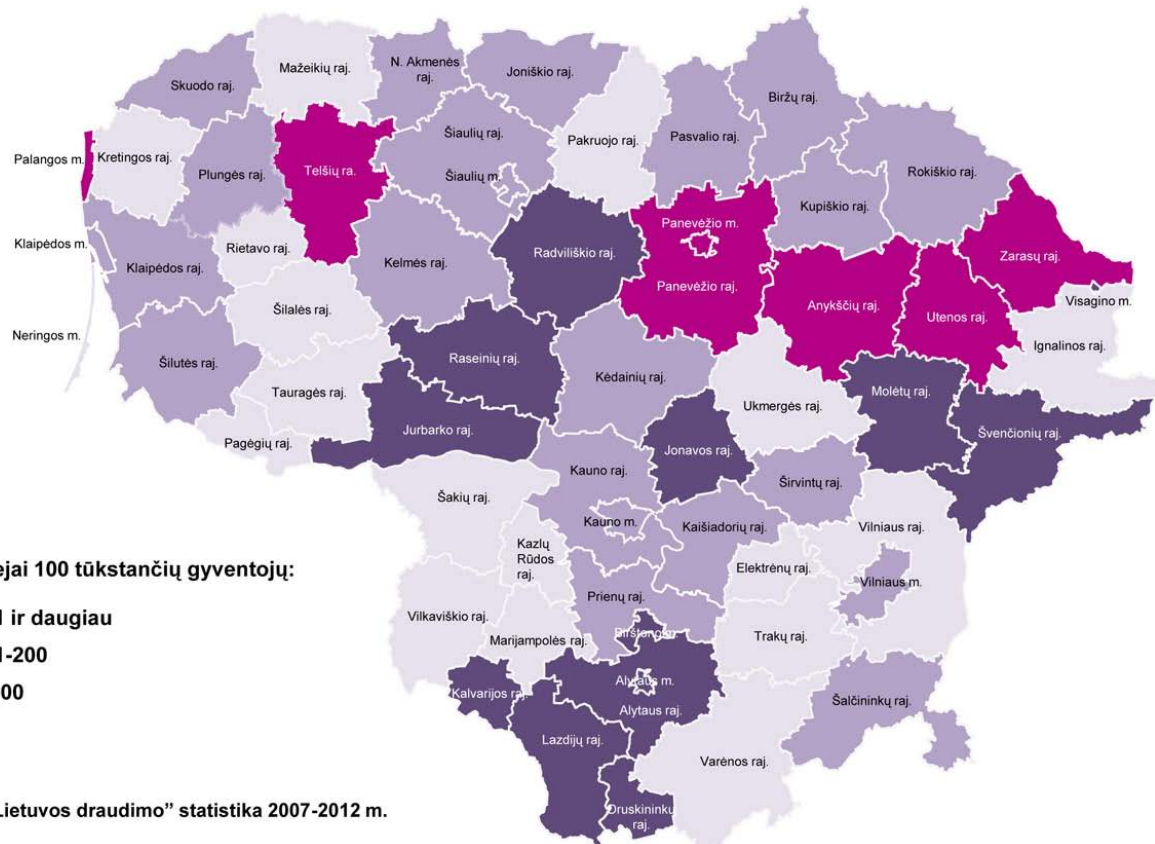 Skuodo raj.
Mažeikių raj.
N. Akmenės
raj.
Joniškio raj.
Biržų raj.
Palangos m.
Kretingos raj.
Plungės raj.
Telšių ra.
Šiaulių raj.
Šiaulių m.
Pakruojo raj.
Pasvalio raj.
Kupiškio raj.
Rokiškio raj.
Klaipėdos m.
Klaipėdos raj.
Rietavo raj.
Kelmės raj.
Radviliškio raj.
Panevėžio m.
Panevėžio raj.
Anykščių raj.
Utenos raj.
Zarasų raj.
Visagino m.
Ignalinos raj.
Neringos m.
Šilutės raj.
Šilalės raj.
Tauragės raj.
Pagėgių raj.
Raseinių raj.
Jurbarko raj.
Kėdainių raj.
Jonavos raj.
Ukmergės raj.
Molėtų raj.
Švenčionių raj.
Šakių raj.
Kauno raj.
Kauno m.
Kaišiadorių raj.
Širvintų raj.
Vilniaus raj.
Vilniaus m.
Elektrėnų raj.
Kazlų
Rūdos
raj.
Prienų raj.
Vilkaviškio raj.
Marijampolės raj.
Trakų raj.
Kalvarijos raj.
Alytaus m.
Alytaus raj.
Lazdijų raj.
Varėnos raj.
Šalčininkų raj.
raj.
100 tūkstančių gyventojų:
ir daugiau
-200
00
Lietuvos draudimo” statistika 2007-2012 m.